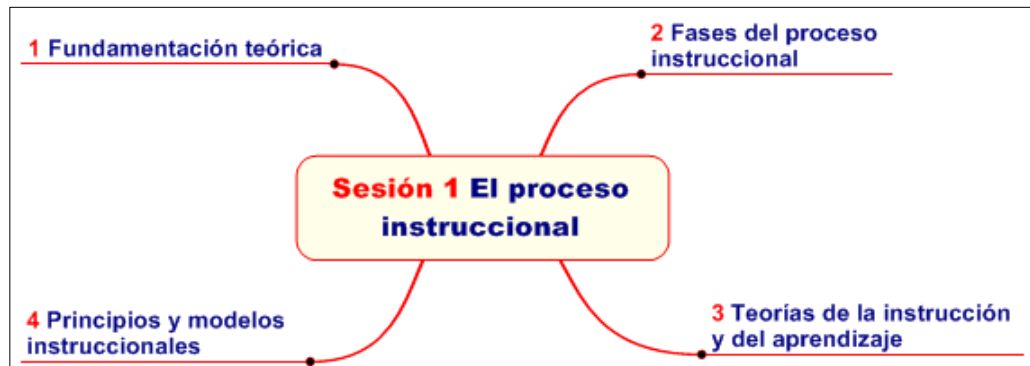 1 Fundamentación teórica
2 Fases del proceso
instruccional
Sesión 1 El proceso
instruccional
4 Principios y modelos
instruccionales
3 Teorías de la instrucción
y del aprendizaje